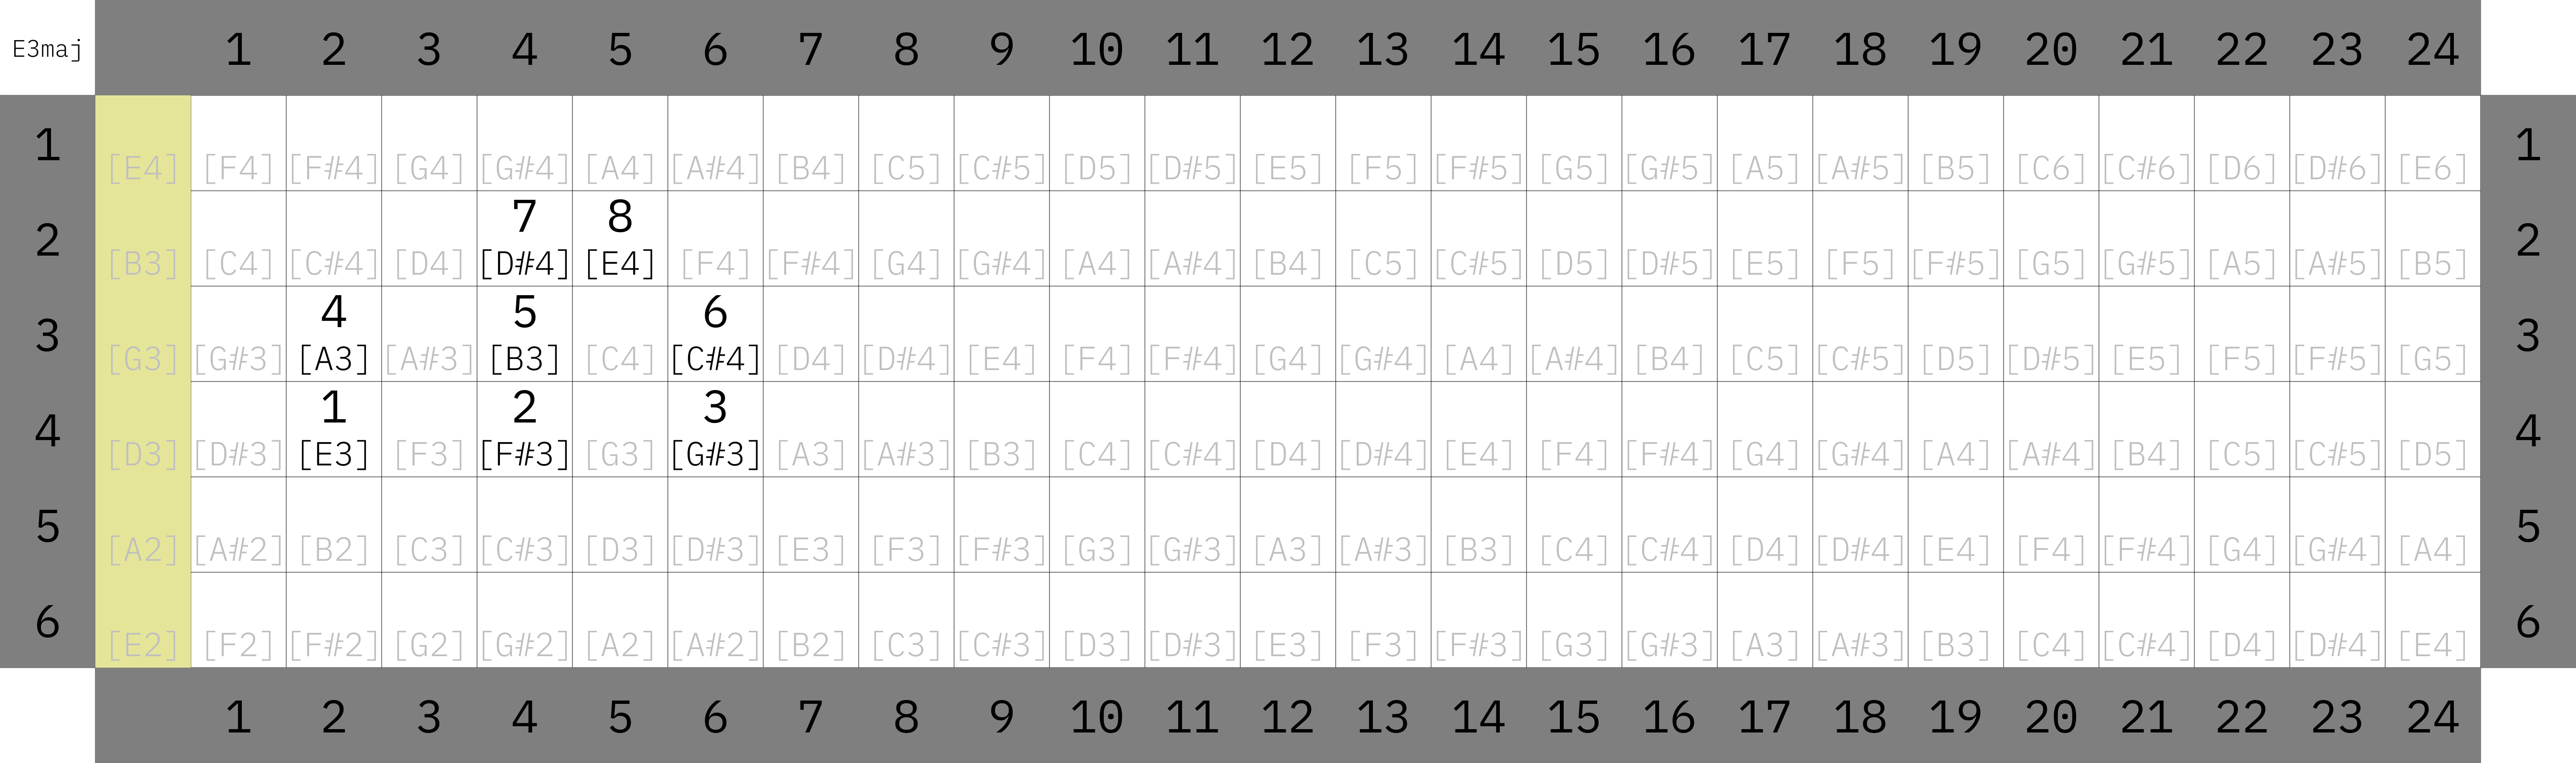 E3maj 1 2 3 4 5 6 7 8 9 10 11 12 13 14 15 16 17 18 19 20 21 22 23 24
1 [E4] [F4] [F#4] [G4] [G#4] [A4] [A#4] [B4] [C5] [C#5] [D5] [D#5] [E5] [F5] [F#5] [G5] [G#5] [A5] [A#5] [B5] [C6] [C#6] [D6] [D#6] [E6] 1
7 8
2 [B3] [C4] [C#4] [D4] [D#4] [E4] [F4] [F#4] [G4] [G#4] [A4] [A#4] [B4] [C5] [C#5] [D5] [D#5] [E5] [F5] [F#5] [G5] [G#5] [A5] [A#5] [B5] 2
4 5 6
3 [G3] [G#3] [A3] [A#3] [B3] [C4] [C#4] [D4] [D#4] [E4] [F4] [F#4] [G4] [G#4] [A4] [A#4] [B4] [C5] [C#5] [D5] [D#5] [E5] [F5] [F#5] [G5] 3
1 2 3
4 [D3] [D#3] [E3] [F3] [F#3] [G3] [G#3] [A3] [A#3] [B3] [C4] [C#4] [D4] [D#4] [E4] [F4] [F#4] [G4] [G#4] [A4] [A#4] [B4] [C5] [C#5] [D5] 4
5 [A2] [A#2] [B2] [C3] [C#3] [D3] [D#3] [E3] [F3] [F#3] [G3] [G#3] [A3] [A#3] [B3] [C4] [C#4] [D4] [D#4] [E4] [F4] [F#4] [G4] [G#4] [A4] 5
6 [E2] [F2] [F#2] [G2] [G#2] [A2] [A#2] [B2] [C3] [C#3] [D3] [D#3] [E3] [F3] [F#3] [G3] [G#3] [A3] [A#3] [B3] [C4] [C#4] [D4] [D#4] [E4] 6
1 2 3 4 5 6 7 8 9 10 11 12 13 14 15 16 17 18 19 20 21 22 23 24